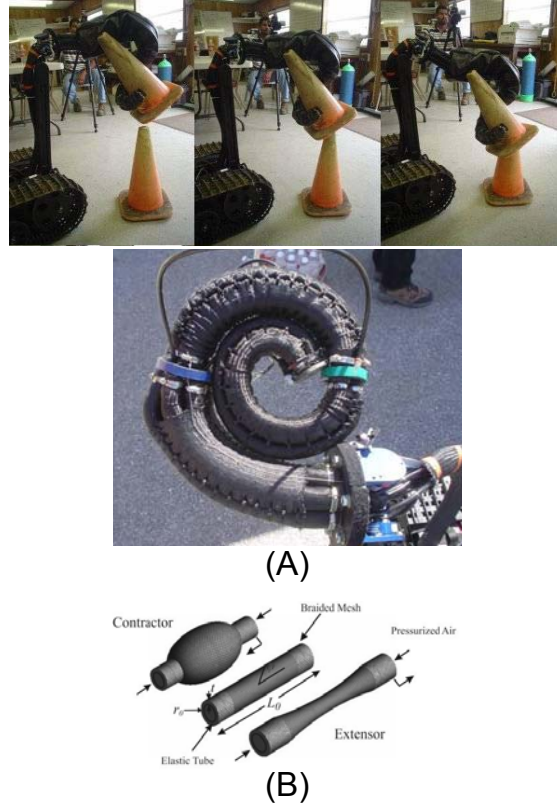 (A)
Contractor
Braided Mesh
Pressurized Air
t
r₀
L₀
Elastic Tube
Extensor
(B)